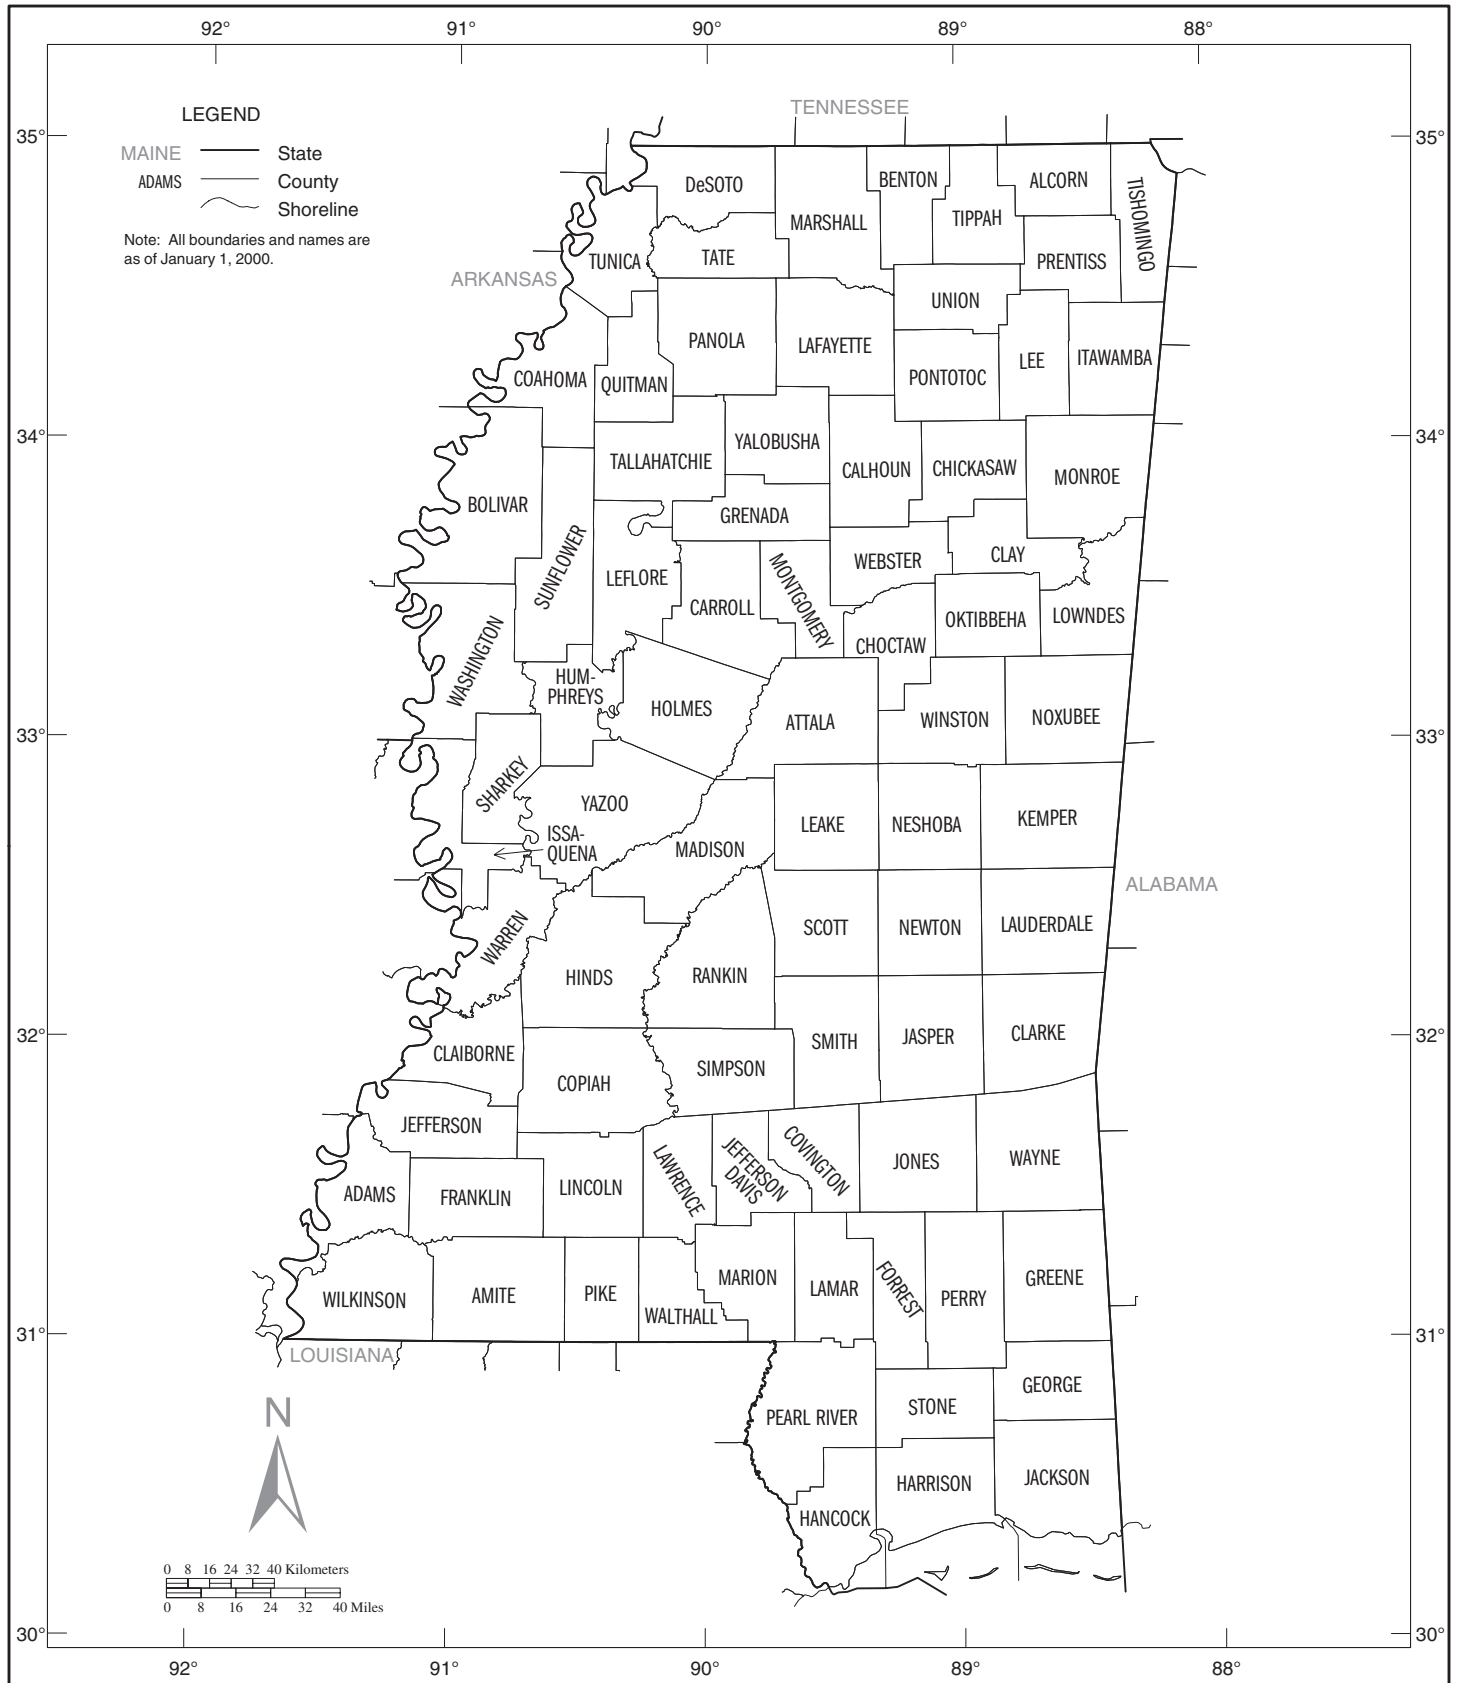 92° 91° 90° 89° 88°
LEGEND
MAINE State
ADAMS County
Shoreline
Note: All boundaries and names are
as of January 1, 2000.
TENNESSEE
35° 35°
DeSOTO
BENTON
ALCORN
TISHOMINGO
MARSHALL
TIPPAH
TUNICA
TATE
PRENTISS
ARKANSAS
UNION
PANOLA
LAFAYETTE
LEE
ITAWAMBA
COAHOMA
QUITMAN
PONTOTOC
34° 34°
YALOBUSHA
TALLAHATCHIE
CALHOUN
CHICKASAW
MONROE
BOLIVAR
GRENADA
SUNFLOWER
WEBSTER
CLAY
LEFLORE
CARROLL
MONTGOMERY
OKTIBBEHA
LOWNDES
CHOCTAW
WASHINGTON
HUM-
PHREYS
HOLMES
ATTALA
WINSTON
NOXUBEE
33° 33°
SHARKEY
YAZOO
ISSA-
QUENA
MADISON
LEAKE
NESHOBA
KEMPER
ALABAMA
WARREN
SCOTT
NEWTON
LAUDERDALE
HINDS
RANKIN
32° 32°
CLAIBORNE
COPIAH
SIMPSON
SMITH
JASPER
CLARKE
JEFFERSON
LAWRENCE
JEFFERSON
DAVIS
COVINGTON
JONES
WAYNE
ADAMS
FRANKLIN
LINCOLN
WILKINSON
AMITE
PIKE
WALTHALL
MARION
LAMAR
FORREST
PERRY
GREENE
31° 31°
LOUISIANA
GEORGE
N
PEARL RIVER
STONE
HARRISON
JACKSON
HANCOCK
0 8 16 24 32 40 Kilometers
0 8 16 24 32 40 Miles
30° 30°
92° 91° 90° 89° 88°